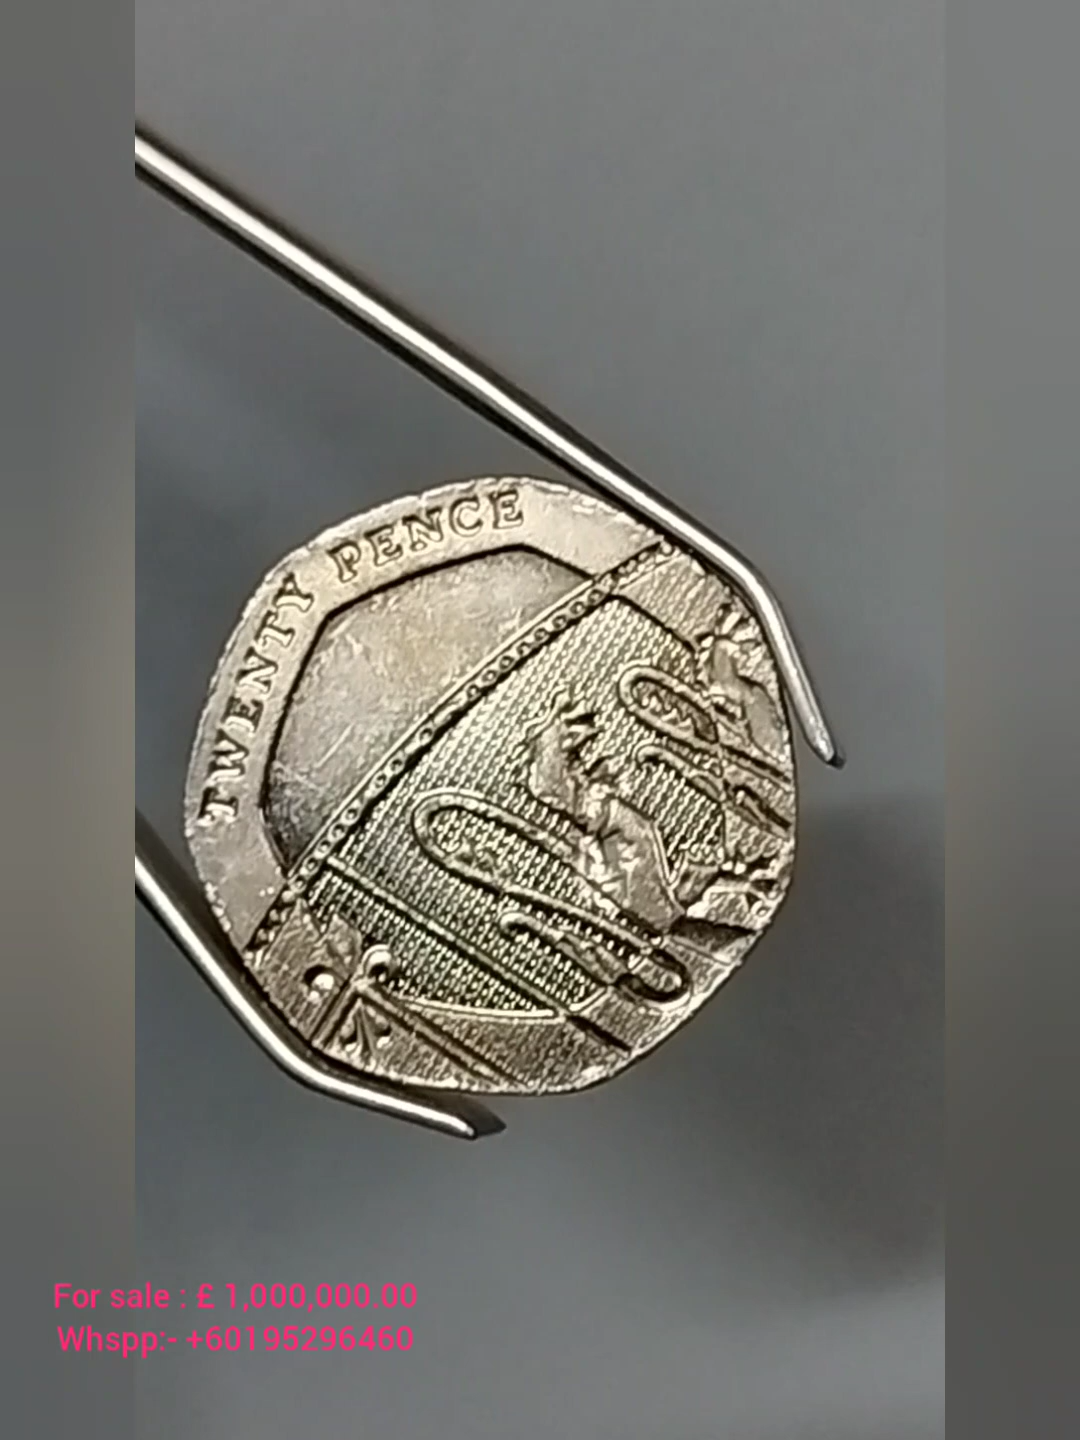 TWENTY PENCE
For sale : £ 1,000,000.00
Whspp:- +60195296460